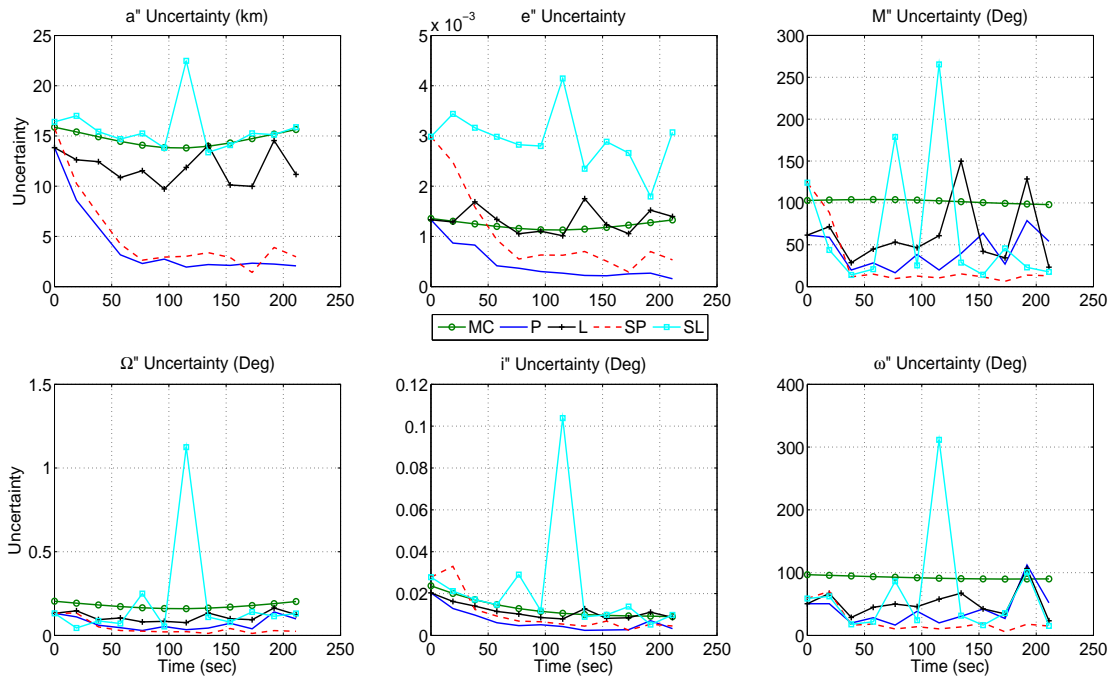 a" Uncertainty (km)
e" Uncertainty
M" Uncertainty (Deg)
x 10⁻³
Uncertainty
25
20
15
10
5
0
0 50 100 150 200 250
5
4
3
2
1
0
0 50 100 150 200 250
300
250
200
150
100
50
0
0 50 100 150 200 250
MC P L SP SL
Ω" Uncertainty (Deg)
i" Uncertainty (Deg)
ω" Uncertainty (Deg)
Uncertainty
1.5
1
0.5
0
0 50 100 150 200 250
Time (sec)
0.12
0.1
0.08
0.06
0.04
0.02
0
0 50 100 150 200 250
Time (sec)
400
300
200
100
0
0 50 100 150 200 250
Time (sec)